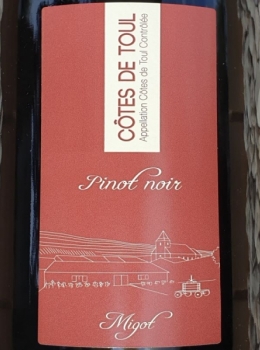 CÔTES DE TOUL
Appellation Côtes de Toul Contrôlée
Pinot noir
Migot